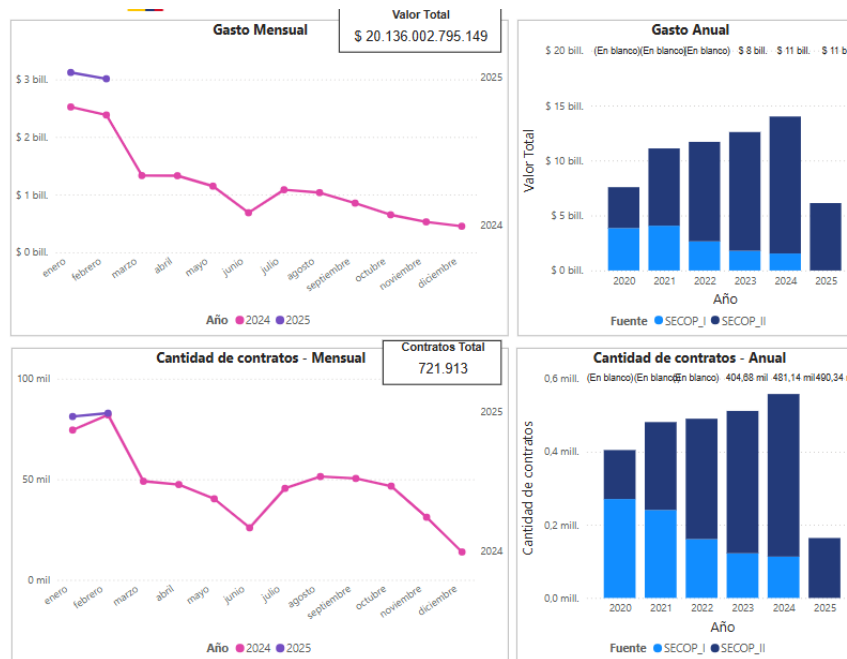 Gasto Mensual
Valor Total
$ 20.136.002.795.149
$ 3 bill.
$ 2 bill.
$ 1 bill.
$ 0 bill.
2025
2024
enero
febrero
marzo
abril
mayo
junio
julio
agosto
septiembre
octubre
noviembre
diciembre
Año 2024 2025
Gasto Anual
(En blanco) (En blanco) (En blanco) $ 8 bill. $ 11 bill. $ 11 b
$ 20 bill.
$ 15 bill.
$ 10 bill.
$ 5 bill.
$ 0 bill.
Valor Total
2020 2021 2022 2023 2024 2025
Año
Fuente SECOP_I SECOP_II
Cantidad de contratos - Mensual
Contratos Total
721.913
100 mil
50 mil
0 mil
2025
2024
enero
febrero
marzo
abril
mayo
junio
julio
agosto
septiembre
octubre
noviembre
diciembre
Año 2024 2025
Cantidad de contratos - Anual
(En blanco) (En blanco) (En blanco) 404,68 mil 481,14 mil 490,34
0,6 mill.
0,4 mill.
0,2 mill.
0,0 mill.
Cantidad de contratos
2020 2021 2022 2023 2024 2025
Año
Fuente SECOP_I SECOP_II